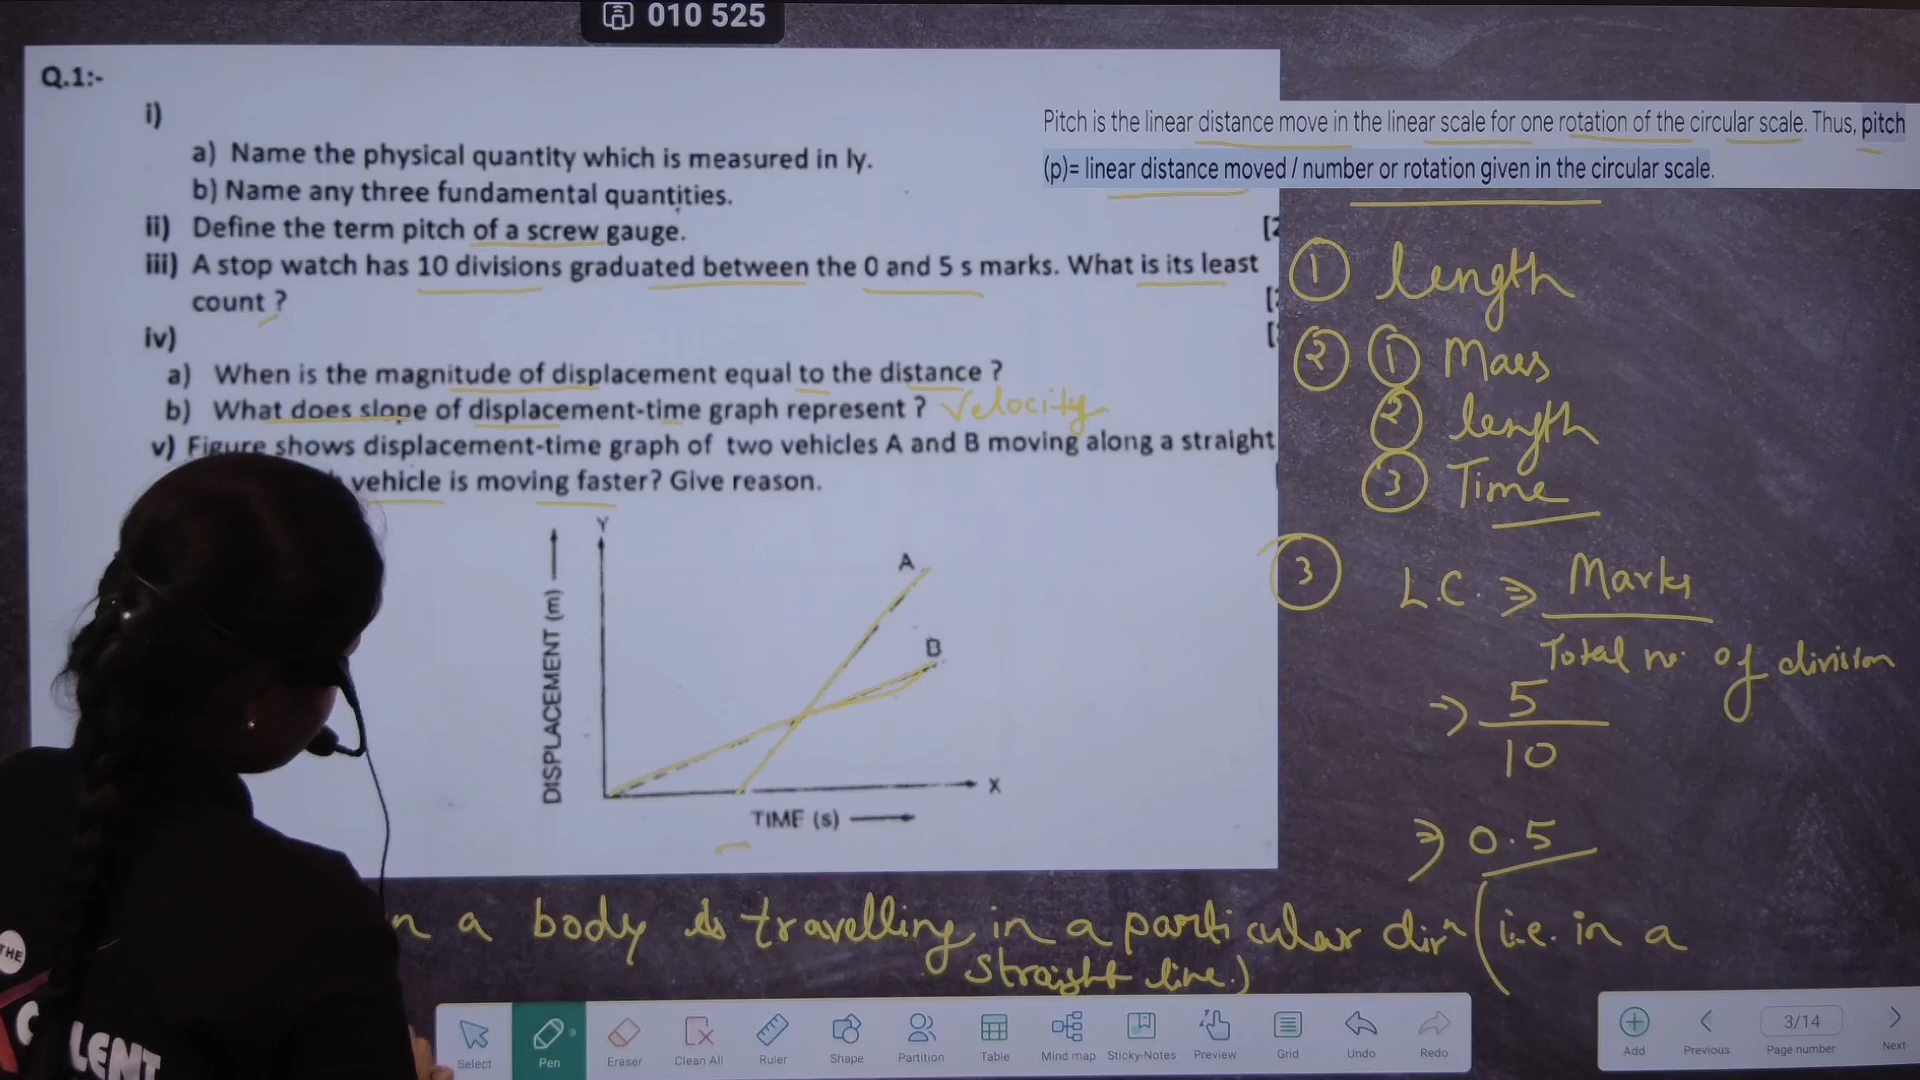 010 525
Q.1:-
i)
a) Name the physical quantity which is measured in ly.
b) Name any three fundamental quantities.
ii) Define the term pitch of a screw gauge.
[2
iii) A stop watch has 10 divisions graduated between the 0 and 5 s marks. What is its least
count ?
iv)
a) When is the magnitude of displacement equal to the distance ?
b) What does slope of displacement-time graph represent ? Velocity
v) Figure shows displacement-time graph of two vehicles A and B moving along a straight
vehicle is moving faster? Give reason.
Y
A
B
DISPLACEMENT (m)
X
TIME (s)
Pitch is the linear distance move in the linear scale for one rotation of the circular scale. Thus, pitch
(p)= linear distance moved / number or rotation given in the circular scale.
1 length
2 1 Mass
2 length
3 Time
3 L.C. ⇒ Marks
Total no. of division
⇒ 5
10
⇒ 0.5
n a body is travelling in a particular dirn (i.e. in a
straight line.)
THE
LENT
Select
Pen
Eraser
Clean All
Ruler
Shape
Partition
Table
Mind map
Sticky-Notes
Preview
Grid
Undo
Redo
Add
Previous
3/14
Page number
Next